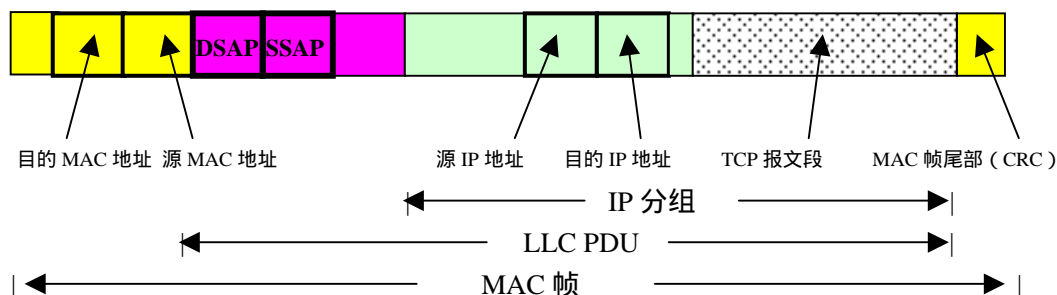 DSAP SSAP
目的 MAC 地址 源 MAC 地址 源 IP 地址 目的 IP 地址 TCP 报文段 MAC 帧尾部（CRC）
IP 分组
LLC PDU
MAC 帧